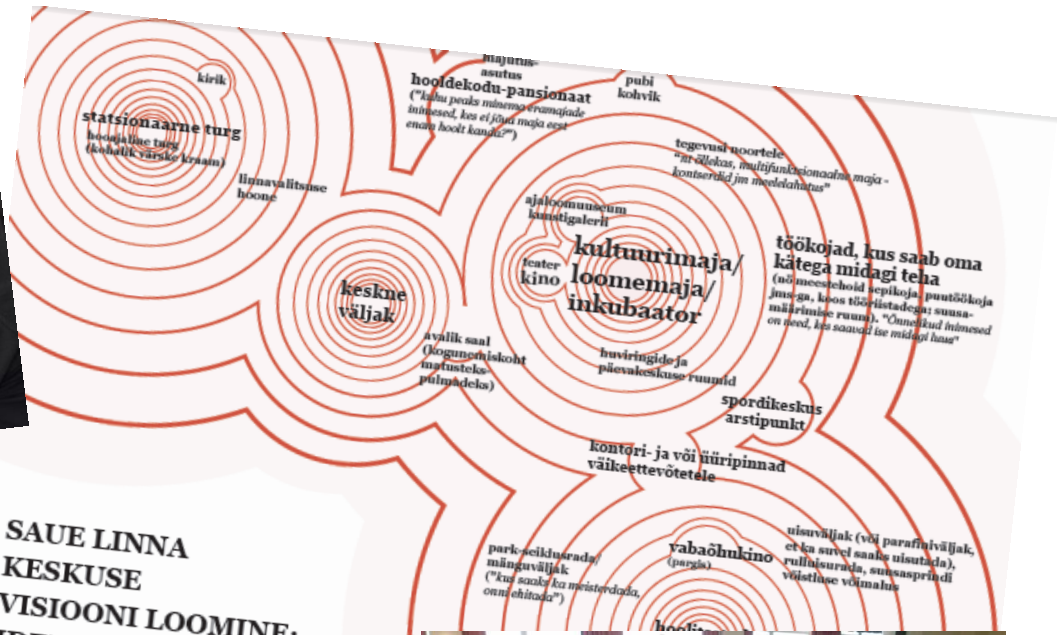 majutus-
asutus
hooldekodu-pansionaat
("kuhu peaks minema eramajade
inimesed, kes ei jõua maja eest
enam hoolt kanda?")
pubi
kohvik
kirik
statsionaarne turg
hooajaline turg
(kohalik värske kraam)
linnavalitsuse
hoone
tegevusi noortele
"nt õllekas, multifunktsionaalne maja -
kontserdid jm meelelahutus"
ajaloomuuseum
kunstigalerii
teater
kino
kultuurimaja/
loomemaja/
inkubaator
töökojad, kus saab oma
kätega midagi teha
(nö meestehoid sepikoja, puutöökoja
jms-ga, koos tööriistadega; suusa-
määrimise ruum). "Õnnelikud inimesed
on need, kes saavad ise midagi luua"
keskne
väljak
avalik saal
(kogunemiskoht
matusteks-
pulmadeks)
huviringide ja
päevakeskuse ruumid
spordikeskus
arstipunkt
kontori- ja või üüripinnad
väikeettevõtetele
park-seiklusrada/
mänguväljak
("kus saaks ka meisterdada,
onni ehitada")
vabaõhukino
(pargis)
uisuväljak (või parafiiniväljak,
et ka suvel saaks uisutada),
rulluisurada, suusasprindi
võistluse võimalus
SAUE LINNA
KESKUSE
VISIOONI LOOMINE: